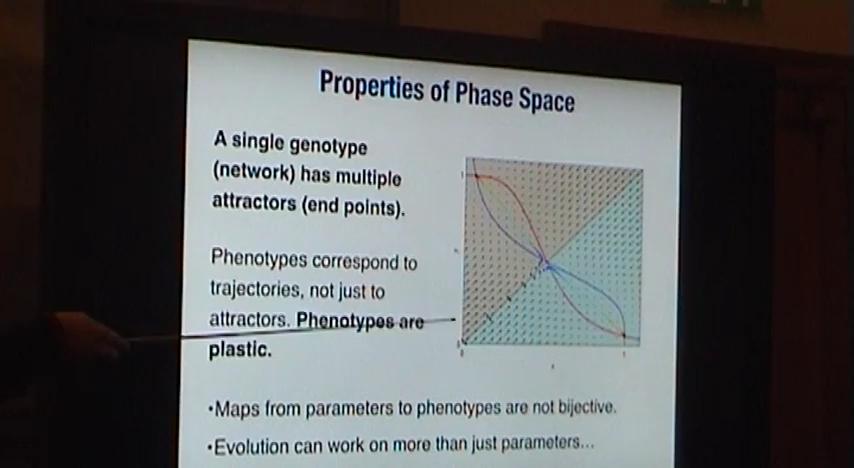 Properties of Phase Space
A single genotype
(network) has multiple
attractors (end points).
Phenotypes correspond to
trajectories, not just to
attractors. Phenotypes are
plastic.
•Maps from parameters to phenotypes are not bijective.
•Evolution can work on more than just parameters...